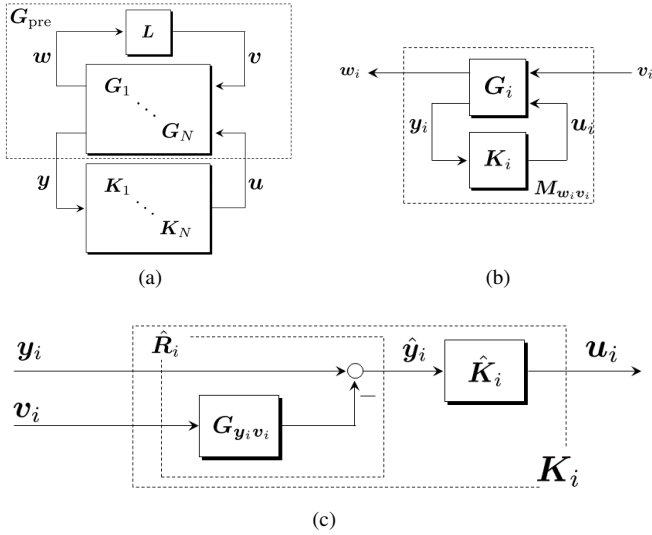 G_pre
L
w
v
G_1
⋱
G_N
y
u
K_1
⋱
K_N
(a)
w_i
v_i
G_i
y_i
u_i
K_i
M_{w_i v_i}
(b)
R̂_i
y_i
ŷ_i
K̂_i
u_i
v_i
G_{y_i v_i}
−
K_i
(c)